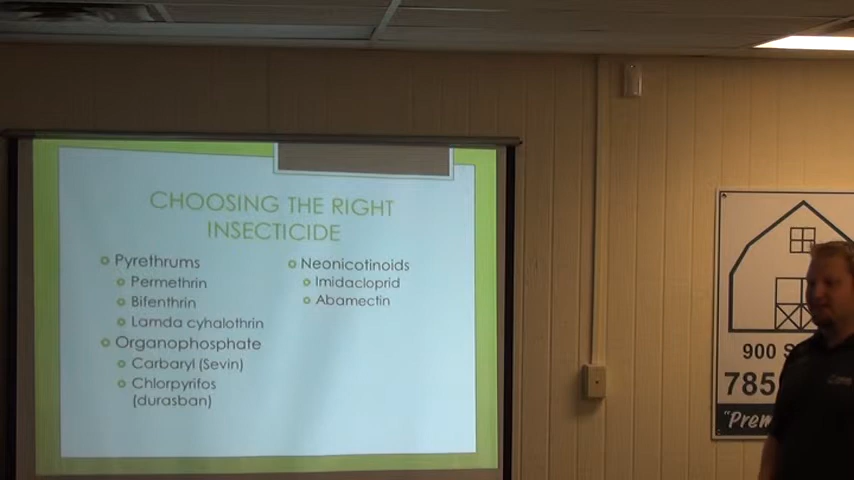 CHOOSING THE RIGHT
INSECTICIDE
Pyrethrums
Permethrin
Bifenthrin
Lamda cyhalothrin
Organophosphate
Carbaryl (Sevin)
Chlorpyrifos
(durasban)
Neonicotinoids
Imidacloprid
Abamectin
900 S
785
"Prem